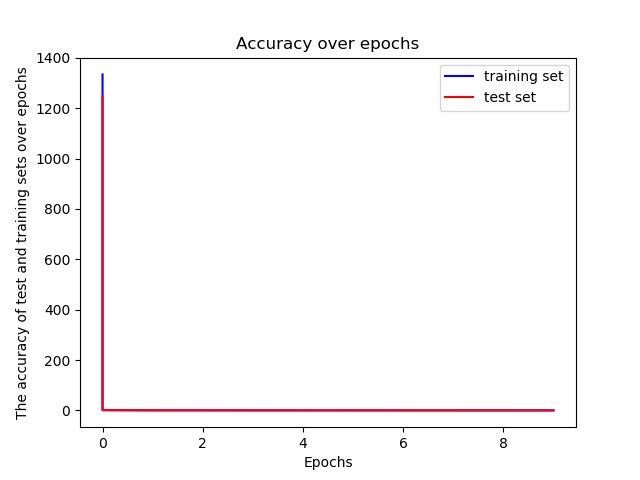 Accuracy over epochs
The accuracy of test and training sets over epochs
1400
1200
1000
800
600
400
200
0
training set
test set
0 2 4 6 8
Epochs